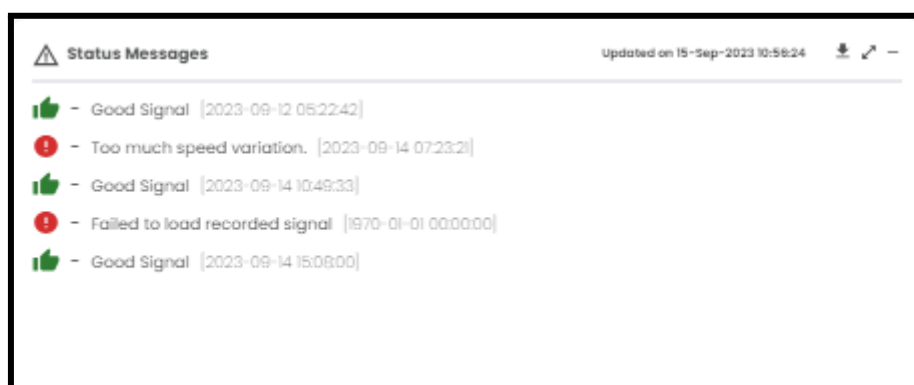 Status Messages Updated on 15-Sep-2023 10:56:24
- Good Signal [2023-09-12 05:22:42]
- Too much speed variation. [2023-09-14 07:23:21]
- Good Signal [2023-09-14 10:49:33]
- Failed to load recorded signal [1970-01-01 00:00:00]
- Good Signal [2023-09-14 15:08:00]